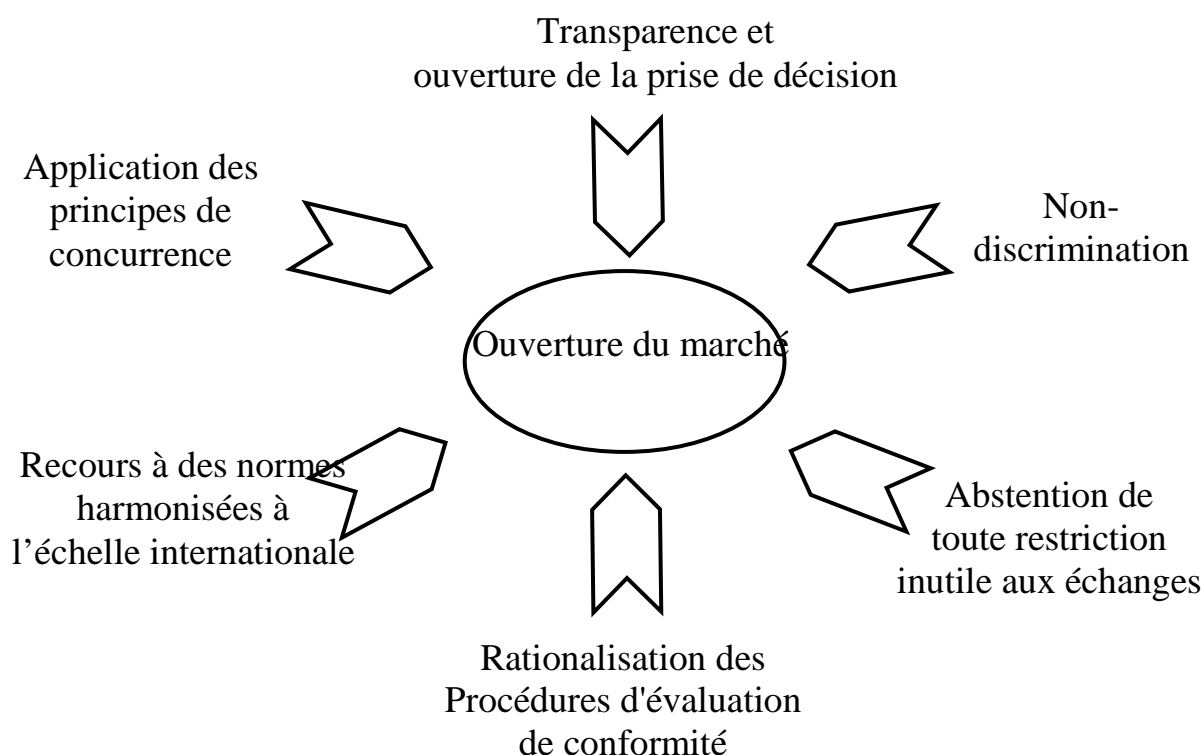 Transparence et
ouverture de la prise de décision
Application des
principes de
concurrence
Non-
discrimination
Ouverture du marché
Recours à des normes
harmonisées à
l’échelle internationale
Abstention de
toute restriction
inutile aux échanges
Rationalisation des
Procédures d'évaluation
de conformité